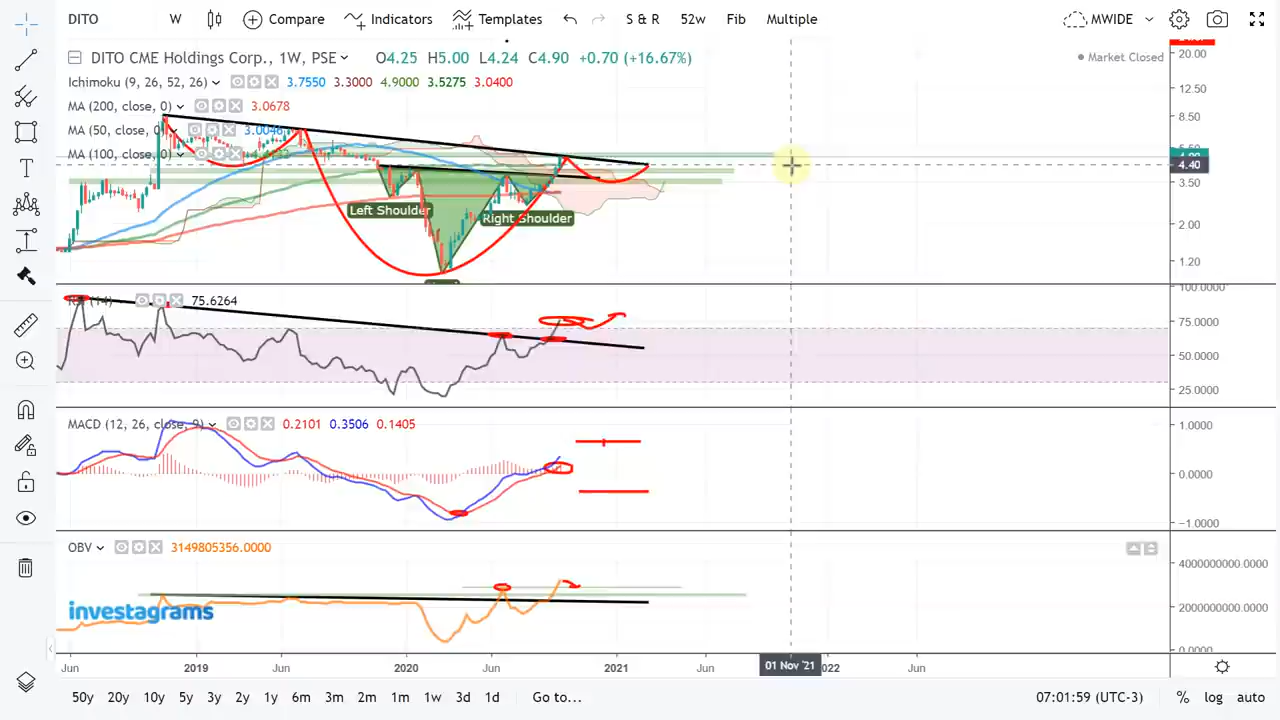 DITO W Compare Indicators Templates S & R 52w Fib Multiple MWIDE
DITO CME Holdings Corp., 1W, PSE O4.25 H5.00 L4.24 C4.90 +0.70 (+16.67%)
Market Closed
20.00
Ichimoku (9, 26, 52, 26) 3.7550 3.3000 4.9000 3.5275 3.0400
12.50
MA (200, close, 0) 3.0678
8.50
MA (50, close, 0) 3.0046
MA (100, close, 0)
4.40
3.50
Left Shoulder
Right Shoulder
2.00
1.20
100.0000
75.6264
75.0000
50.0000
25.0000
MACD (12, 26, close, 9) 0.2101 0.3506 0.1405
1.0000
0.0000
−1.0000
OBV 3149805356.0000
4000000000.0000
investagrams
2000000000.0000
Jun 2019 Jun 2020 Jun 2021 Jun 01 Nov '21 2022 Jun
50y 20y 10y 5y 3y 2y 1y 6m 3m 2m 1m 1w 3d 1d Go to... 07:01:59 (UTC-3) % log auto